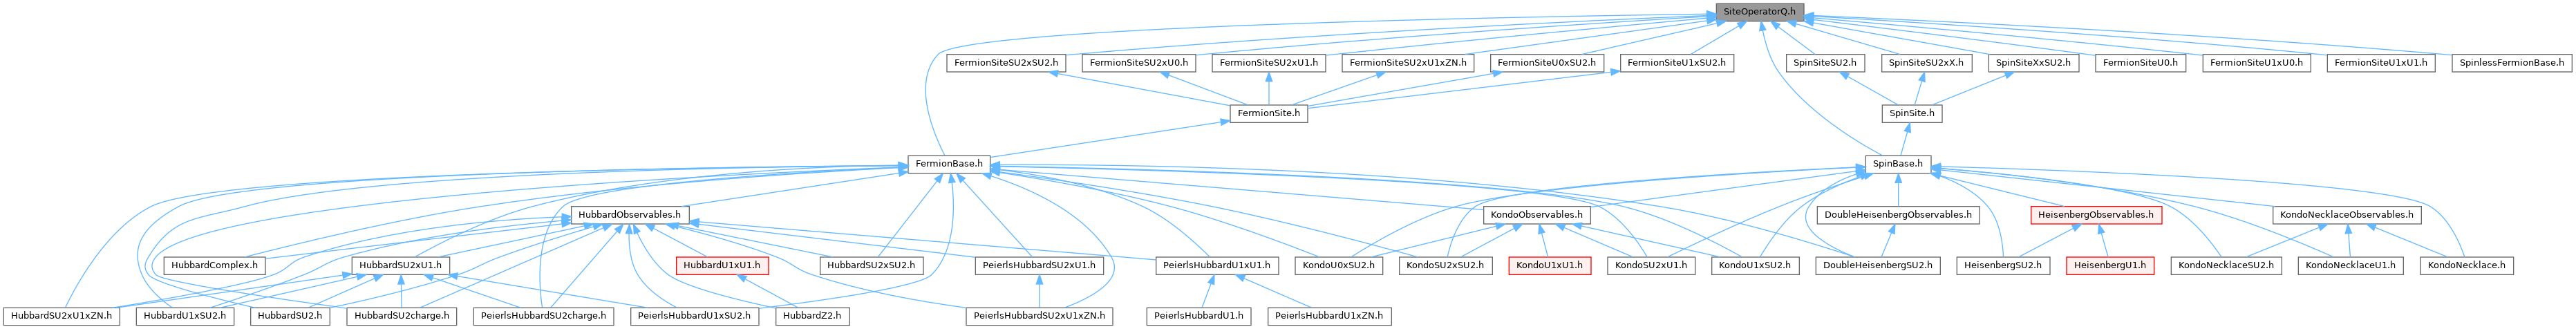 SiteOperatorQ.h
FermionSiteSU2xSU2.h
FermionSiteSU2xU0.h
FermionSiteSU2xU1.h
FermionSiteSU2xU1xZN.h
FermionSiteU0xSU2.h
FermionSiteU1xSU2.h
SpinSiteSU2.h
SpinSiteSU2xX.h
SpinSiteXxSU2.h
FermionSiteU0.h
FermionSiteU1xU0.h
FermionSiteU1xU1.h
SpinlessFermionBase.h
FermionSite.h
SpinSite.h
FermionBase.h
SpinBase.h
HubbardObservables.h
KondoObservables.h
DoubleHeisenbergObservables.h
HeisenbergObservables.h
KondoNecklaceObservables.h
HubbardComplex.h
HubbardSU2xU1.h
HubbardU1xU1.h
HubbardSU2xSU2.h
PeierlsHubbardSU2xU1.h
PeierlsHubbardU1xU1.h
KondoU0xSU2.h
KondoSU2xSU2.h
KondoU1xU1.h
KondoSU2xU1.h
KondoU1xSU2.h
DoubleHeisenbergSU2.h
HeisenbergSU2.h
HeisenbergU1.h
KondoNecklaceSU2.h
KondoNecklaceU1.h
KondoNecklace.h
HubbardSU2xU1xZN.h
HubbardU1xSU2.h
HubbardSU2.h
HubbardSU2charge.h
PeierlsHubbardSU2charge.h
PeierlsHubbardU1xSU2.h
HubbardZ2.h
PeierlsHubbardSU2xU1xZN.h
PeierlsHubbardU1.h
PeierlsHubbardU1xZN.h